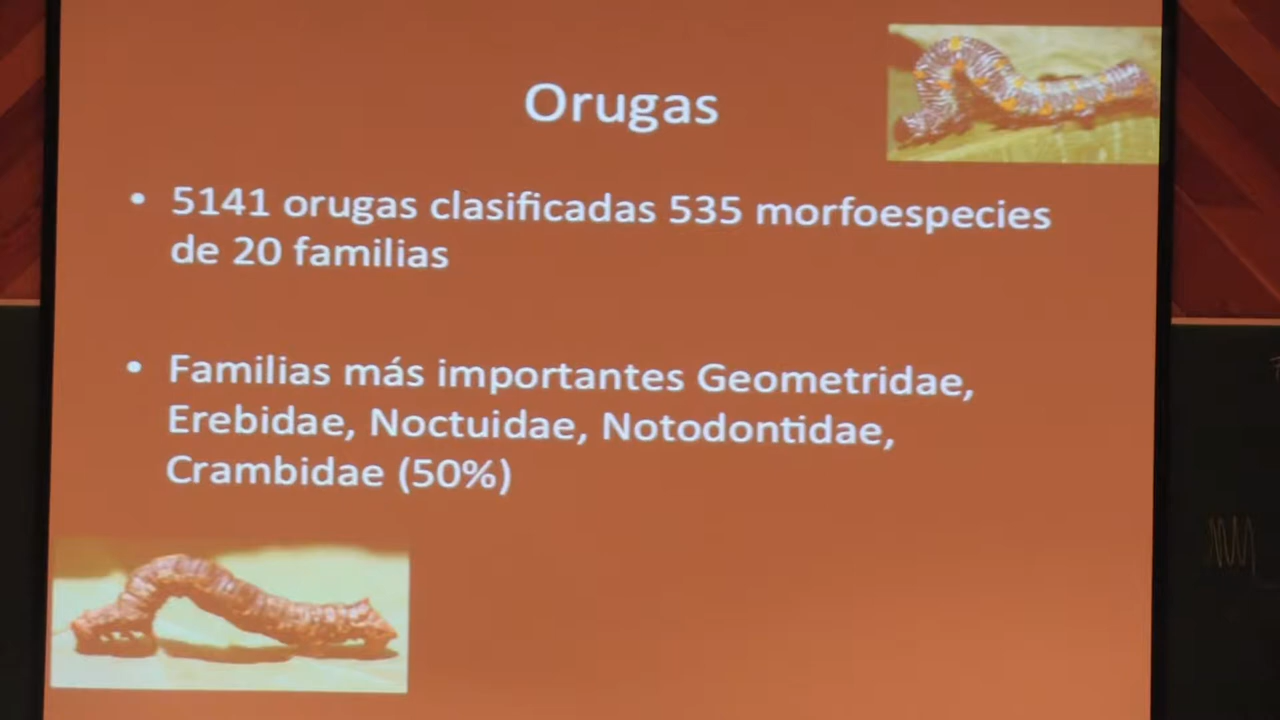 Orugas
• 5141 orugas clasificadas 535 morfoespecies
de 20 familias
• Familias más importantes Geometridae,
Erebidae, Noctuidae, Notodontidae,
Crambidae (50%)